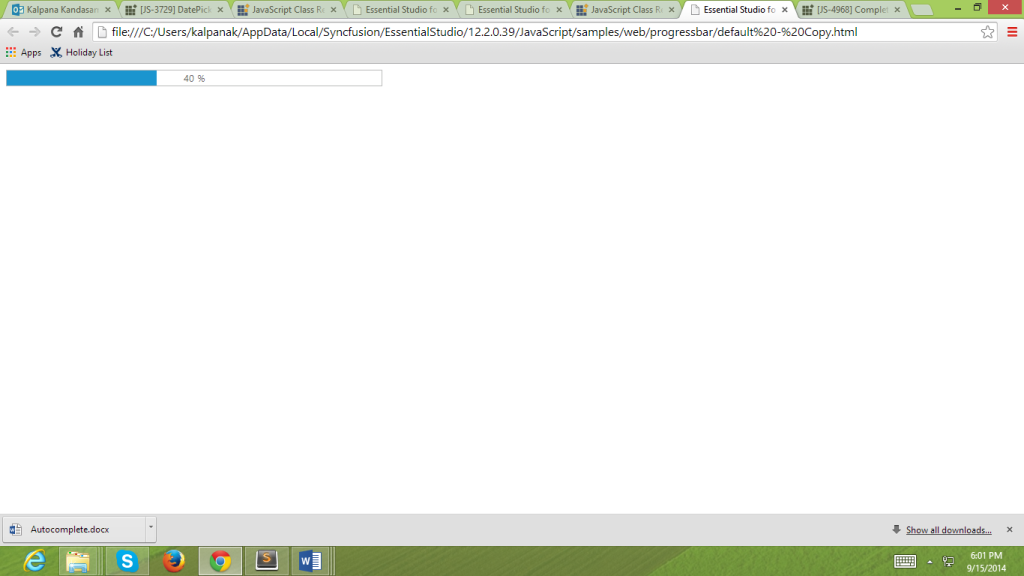 Kalpana Kandasan
[JS-3729] DatePick
JavaScript Class Re
Essential Studio fo
Essential Studio fo
JavaScript Class Re
Essential Studio fo
[JS-4968] Complet
file:///C:/Users/kalpanak/AppData/Local/Syncfusion/EssentialStudio/12.2.0.39/JavaScript/samples/web/progressbar/default%20-%20Copy.html
Apps Holiday List
40 %
Autocomplete.docx
Show all downloads...
6:01 PM
9/15/2014